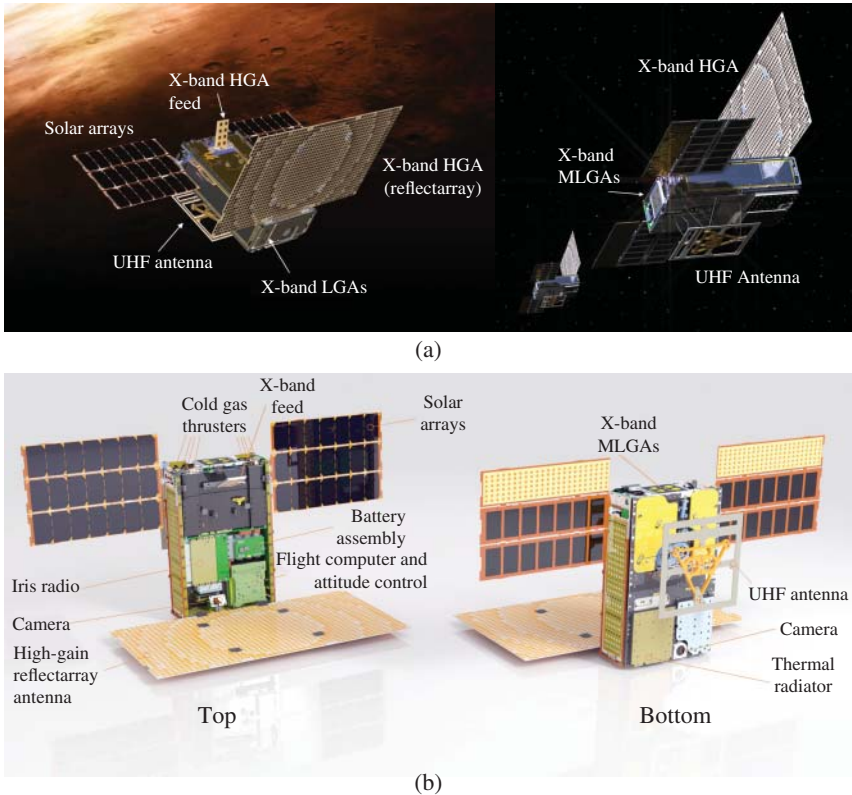 X-band HGA
feed
Solar arrays
X-band HGA
(reflectarray)
UHF antenna
X-band LGAs
X-band HGA
X-band
MLGAs
UHF Antenna
(a)
Cold gas
thrusters
X-band
feed
Solar
arrays
Battery
assembly
Flight computer and
attitude control
Iris radio
Camera
High-gain
reflectarray
antenna
Top
X-band
MLGAs
UHF antenna
Camera
Thermal
radiator
Bottom
(b)